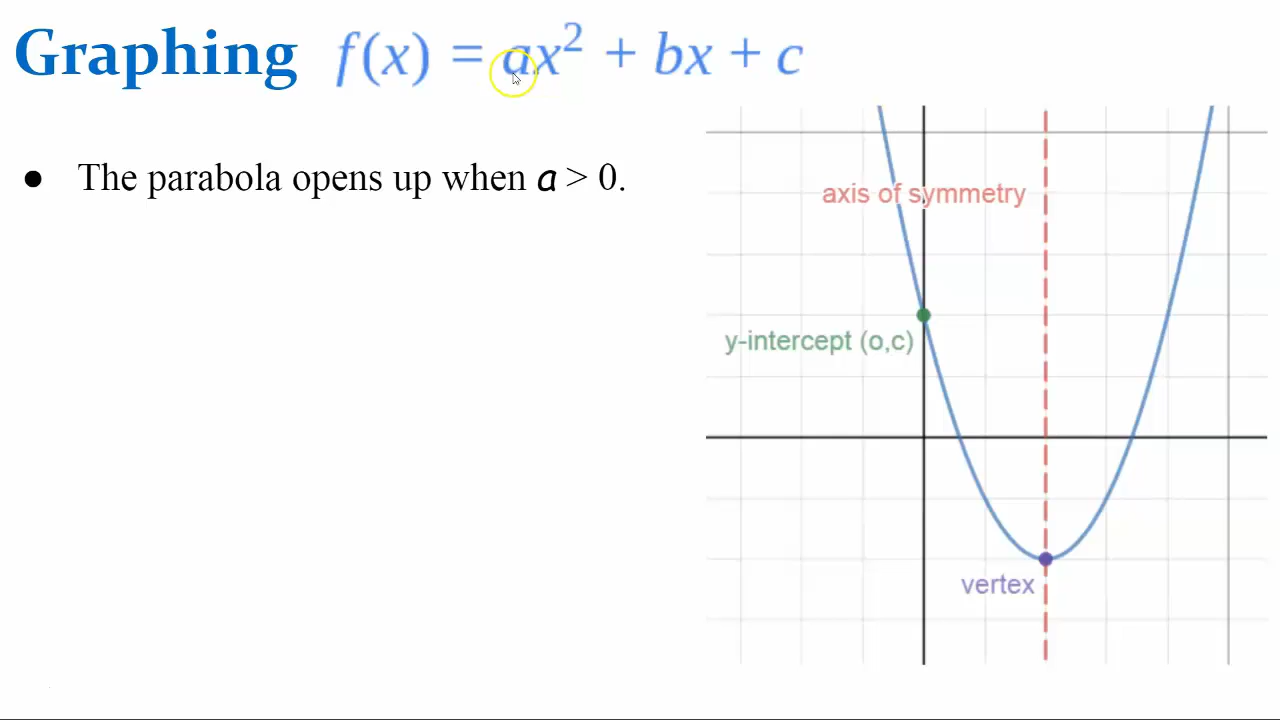 Graphing f(x) = ax² + bx + c
● The parabola opens up when a > 0.
axis of symmetry
y-intercept (o,c)
vertex